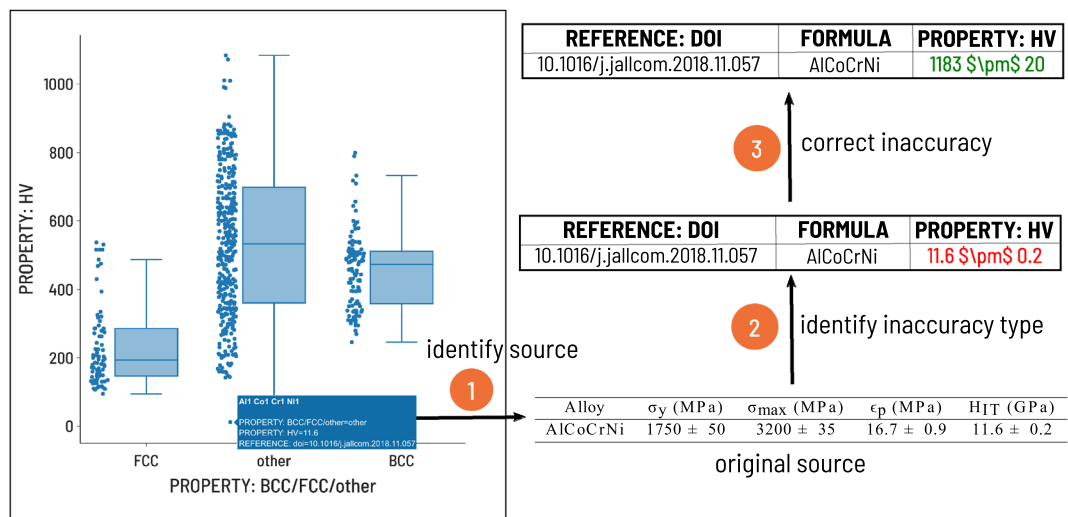 PROPERTY: HV
1000
800
600
400
200
0
FCC
other
BCC
PROPERTY: BCC/FCC/other
Al1 Co1 Cr1 Ni1
PROPERTY: BCC/FCC/other=other
PROPERTY: HV=11.6
REFERENCE: doi=10.1016/j.jallcom.2018.11.057
identify source
1
Alloy σy (MPa) σmax (MPa) ϵp (MPa) HIT (GPa)
AlCoCrNi 1750 ± 50 3200 ± 35 16.7 ± 0.9 11.6 ± 0.2
original source
2
identify inaccuracy type
REFERENCE: DOI FORMULA PROPERTY: HV
10.1016/j.jallcom.2018.11.057 AlCoCrNi 11.6 $\pm$ 0.2
3
correct inaccuracy
REFERENCE: DOI FORMULA PROPERTY: HV
10.1016/j.jallcom.2018.11.057 AlCoCrNi 1183 $\pm$ 20